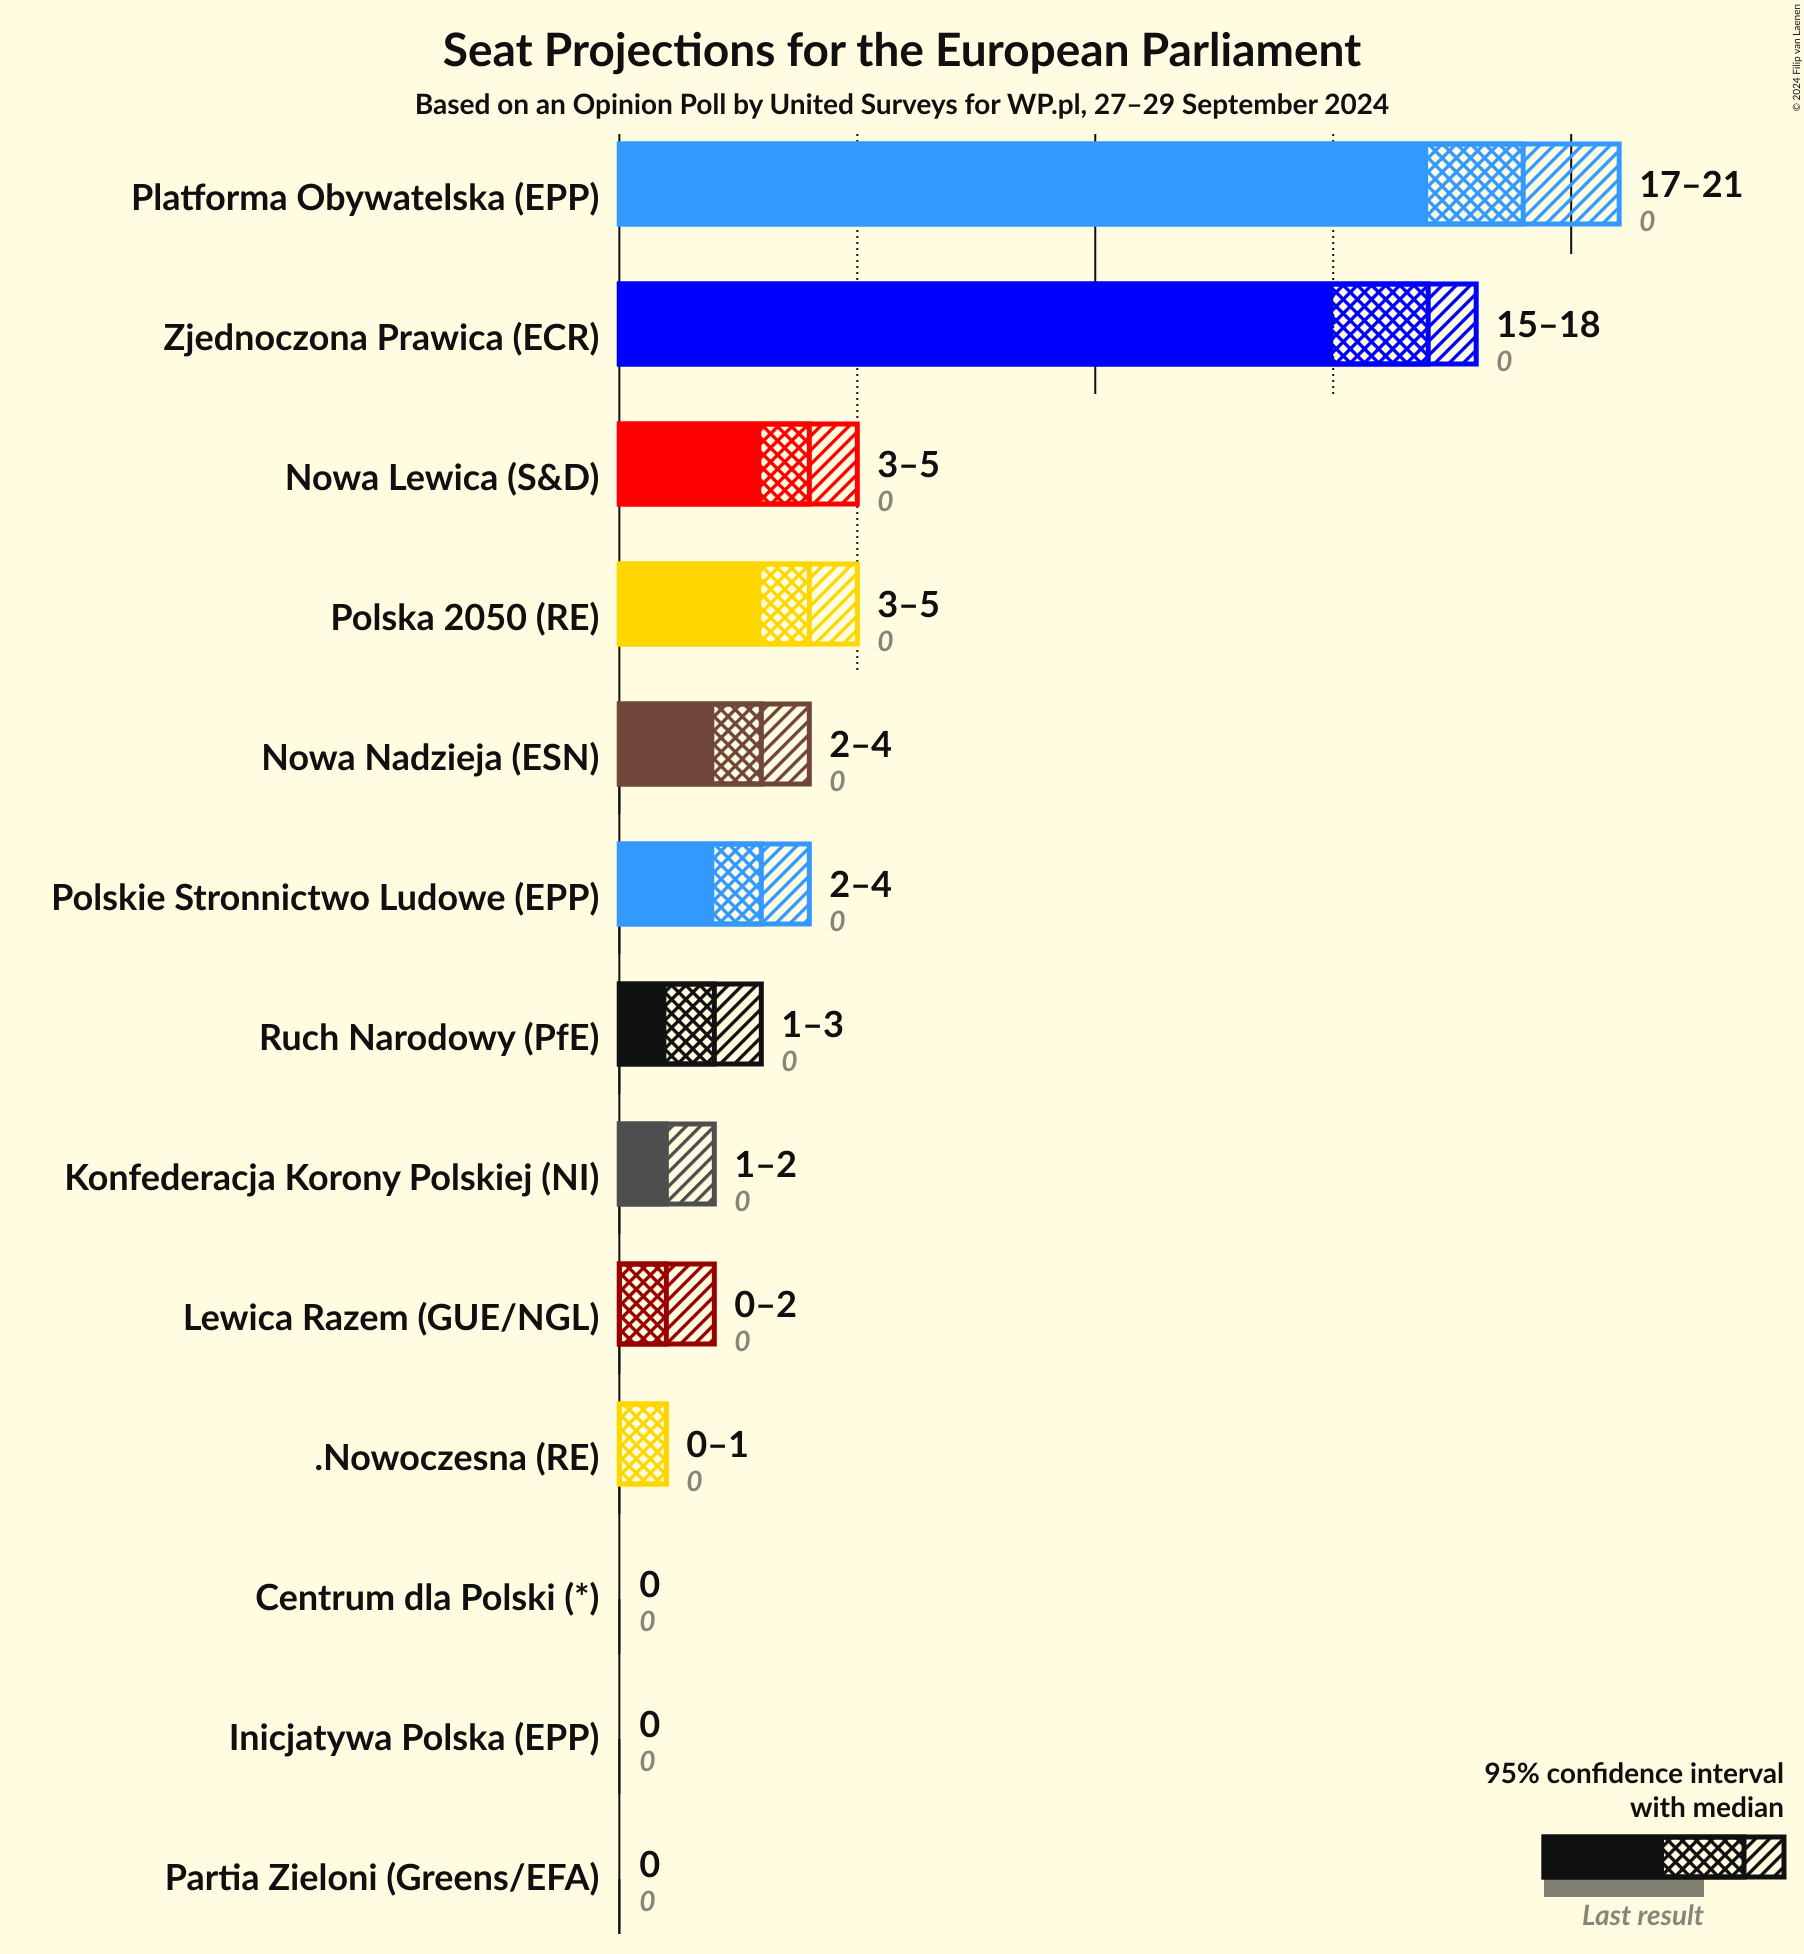 Seat Projections for the European Parliament
Based on an Opinion Poll by United Surveys for WP.pl, 27–29 September 2024
© 2024 Filip van Laenen
Platforma Obywatelska (EPP)
17–21
0
Zjednoczona Prawica (ECR)
15–18
0
Nowa Lewica (S&D)
3–5
0
Polska 2050 (RE)
3–5
0
Nowa Nadzieja (ESN)
2–4
0
Polskie Stronnictwo Ludowe (EPP)
2–4
0
Ruch Narodowy (PfE)
1–3
0
Konfederacja Korony Polskiej (NI)
1–2
0
Lewica Razem (GUE/NGL)
0–2
0
.Nowoczesna (RE)
0–1
0
Centrum dla Polski (*)
0
0
Inicjatywa Polska (EPP)
0
0
Partia Zieloni (Greens/EFA)
0
0
95% confidence interval
with median
Last result